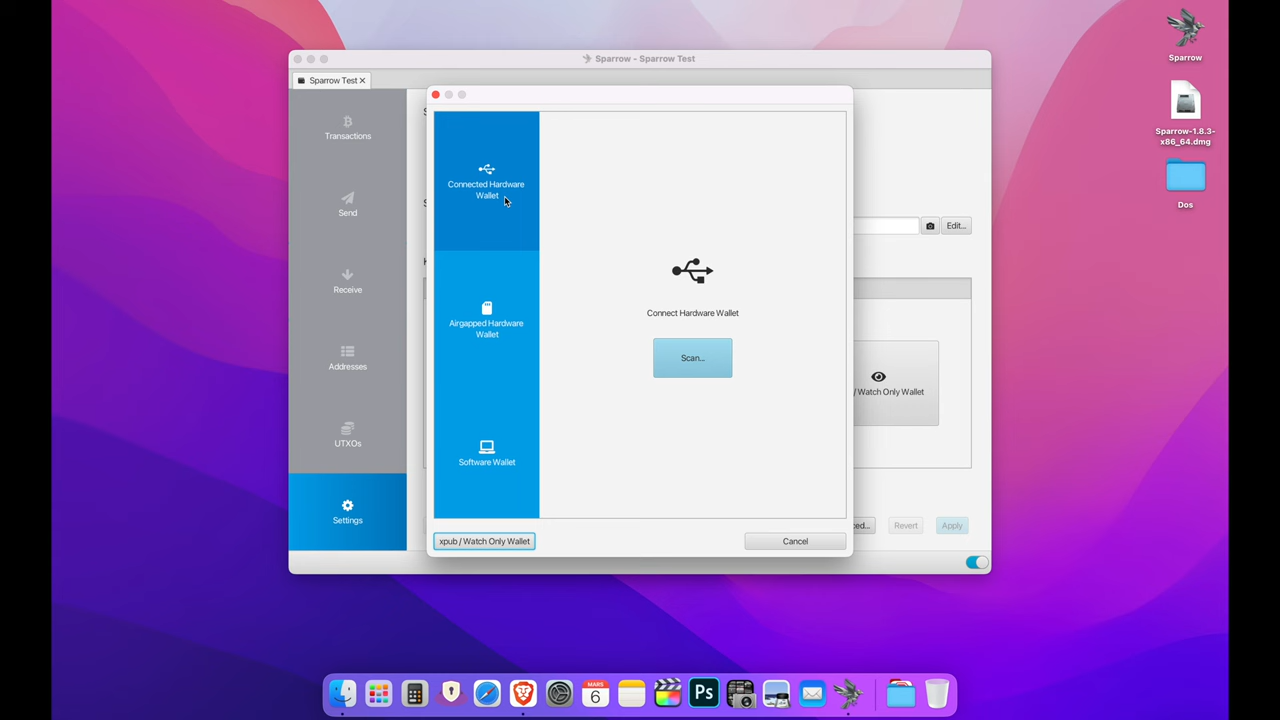 Sparrow - Sparrow Test
Sparrow Test
Transactions
Send
Receive
Addresses
UTXOs
Settings
Connected Hardware
Wallet
Airgapped Hardware
Wallet
Software Wallet
Connect Hardware Wallet
Scan...
xpub / Watch Only Wallet
Cancel
Edit...
/ Watch Only Wallet
ced...
Revert
Apply
Sparrow
Sparrow-1.8.3-
x86_64.dmg
Dos
MARS
6
Ps